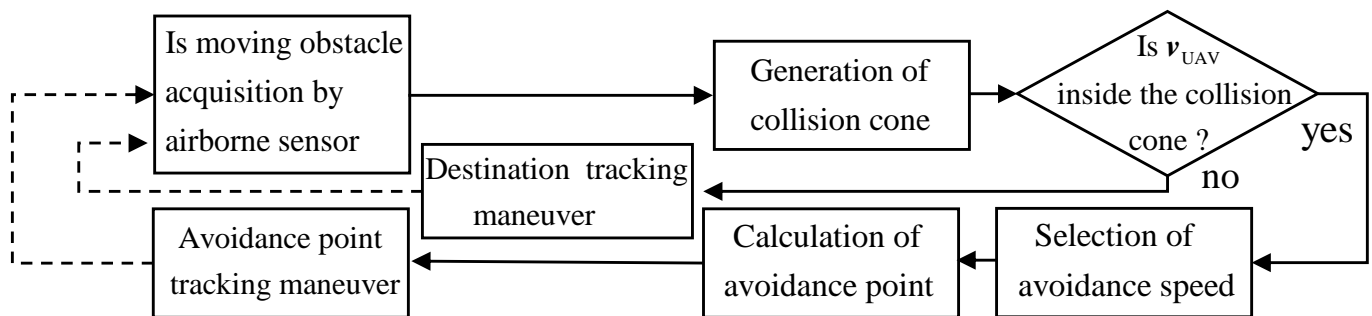 Is moving obstacle
acquisition by
airborne sensor
Generation of
collision cone
Is v_UAV
inside the collision
cone ?
yes
no
Destination tracking
maneuver
Selection of
avoidance speed
Calculation of
avoidance point
Avoidance point
tracking maneuver